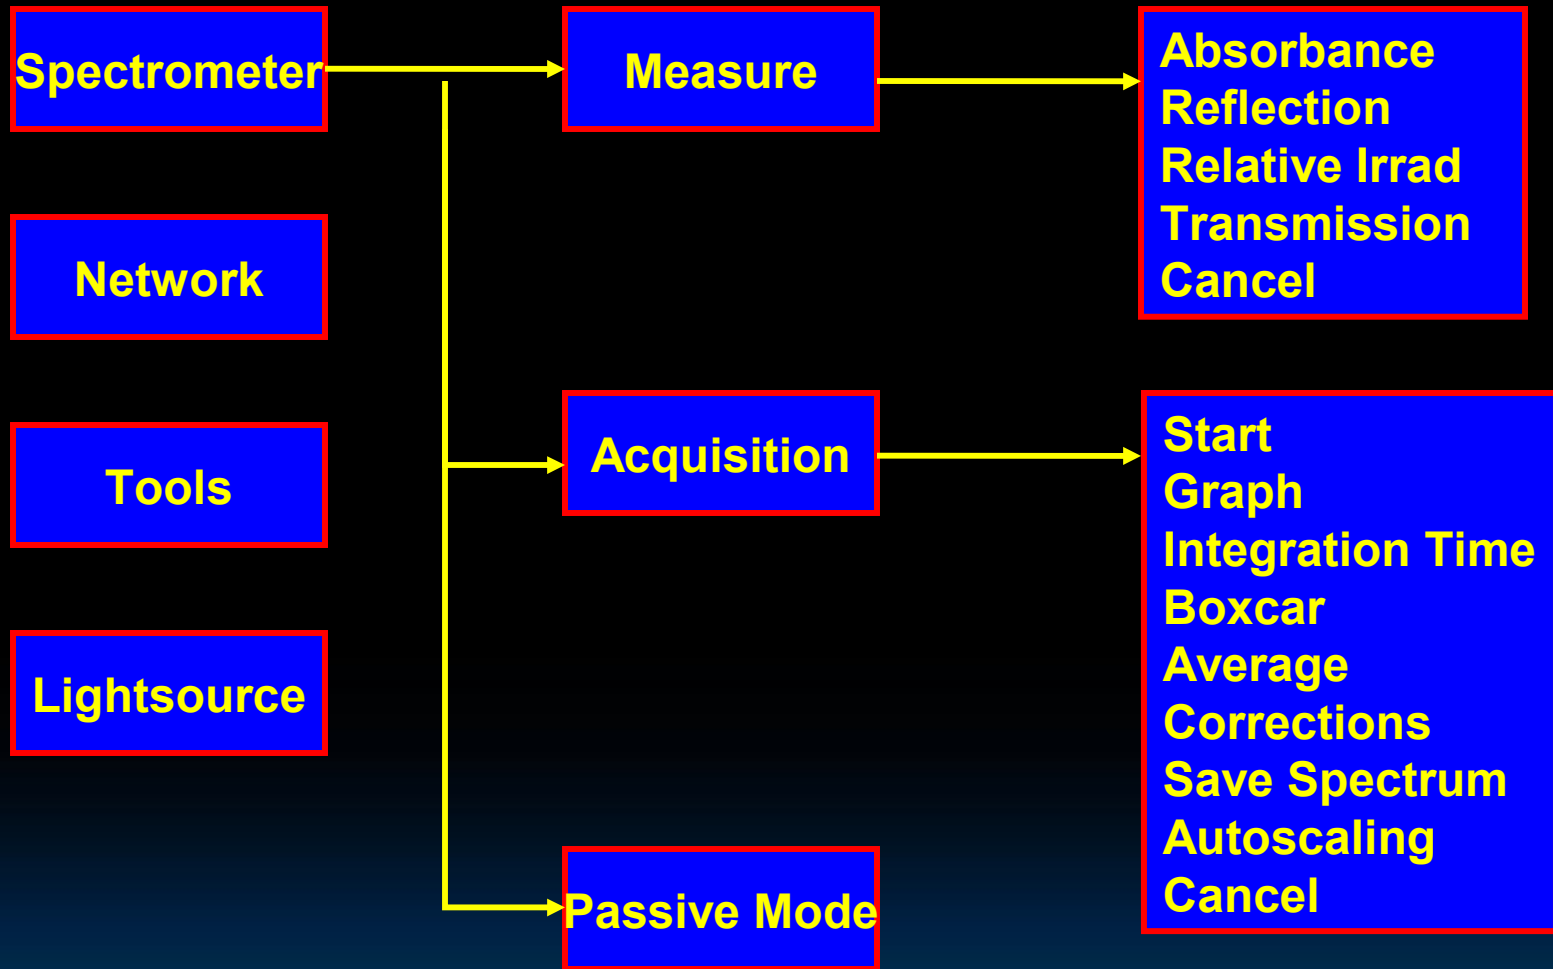 Spectrometer
Network
Tools
Lightsource
Measure
Acquisition
Passive Mode
Absorbance
Reflection
Relative Irrad
Transmission
Cancel
Start
Graph
Integration Time
Boxcar
Average
Corrections
Save Spectrum
Autoscaling
Cancel